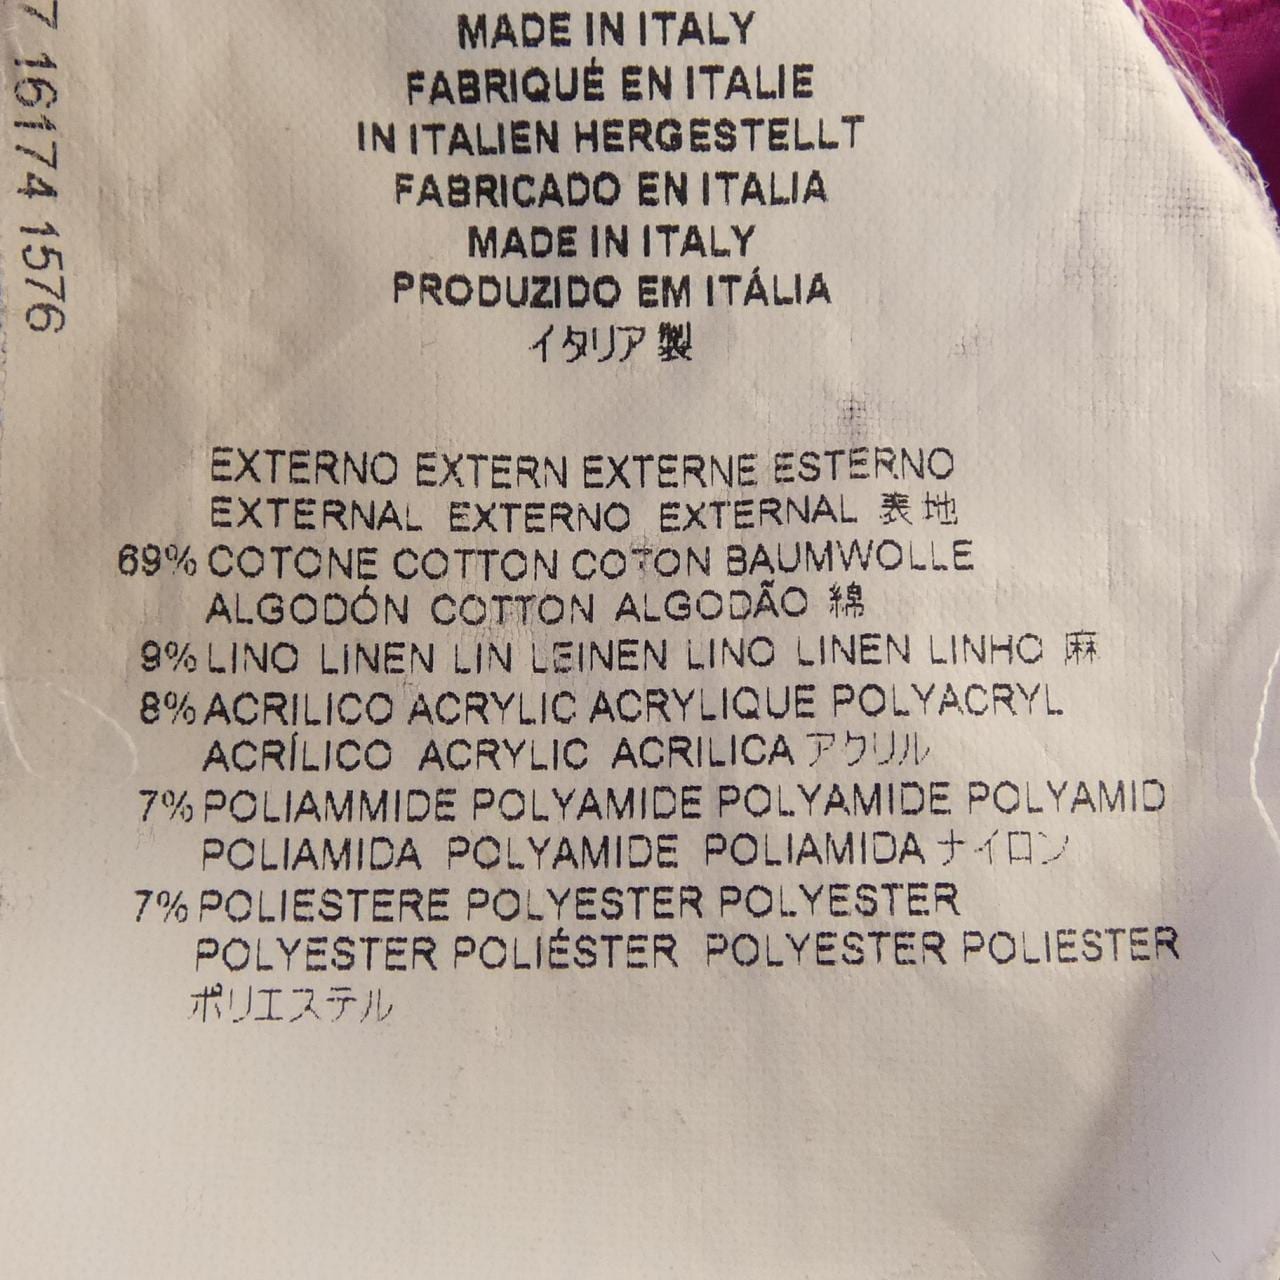 MADE IN ITALY
FABRIQUÉ EN ITALIE
IN ITALIEN HERGESTELLT
FABRICADO EN ITALIA
MADE IN ITALY
PRODUZIDO EM ITÁLIA
イタリア製
EXTERNO EXTERN EXTERNE ESTERNO
EXTERNAL EXTERNO EXTERNAL 表地
69% COTONE COTTON COTON BAUMWOLLE
ALGODÓN COTTON ALGODÃO 綿
9% LINO LINEN LIN LEINEN LINO LINEN LINHO 麻
8% ACRILICO ACRYLIC ACRYLIQUE POLYACRYL
ACRÍLICO ACRYLIC ACRILICA アクリル
7% POLIAMMIDE POLYAMIDE POLYAMIDE POLYAMID
POLIAMIDA POLYAMIDE POLIAMIDA ナイロン
7% POLIESTERE POLYESTER POLYESTER
POLYESTER POLIÉSTER POLYESTER POLIESTER
ポリエステル
7 16174 1576